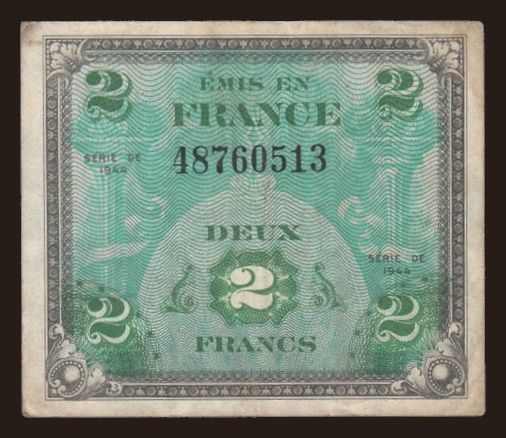 2 ÉMIS EN 2
FRANCE
48760513
SÉRIE DE
1944
DEUX
SÉRIE DE
1944
2
2 2
FRANCS